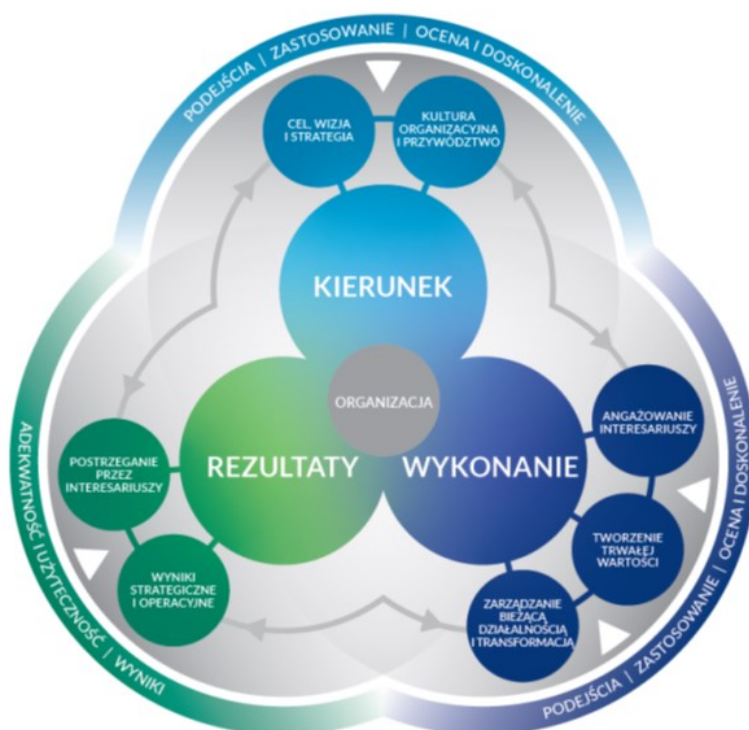 PODEJŚCIA | ZASTOSOWANIE | OCENA I DOSKONALENIE
CEL, WIZJA
I STRATEGIA
KULTURA
ORGANIZACYJNA
I PRZYWÓDZTWO
KIERUNEK
ORGANIZACJA
REZULTATY
WYKONANIE
ANGAŻOWANIE
INTERESARIUSZY
POSTRZEGANIE
PRZEZ
INTERESARIUSZY
TWORZENIE
TRWAŁEJ
WARTOŚCI
WYNIKI
STRATEGICZNE
I OPERACYJNE
ZARZĄDZANIE
BIEŻĄCĄ
DZIAŁALNOŚCIĄ
I TRANSFORMACJĄ
ADEKWATNOŚĆ I UŻYTECZNOŚĆ | WYNIKI
PODEJŚCIA | ZASTOSOWANIE | OCENA I DOSKONALENIE